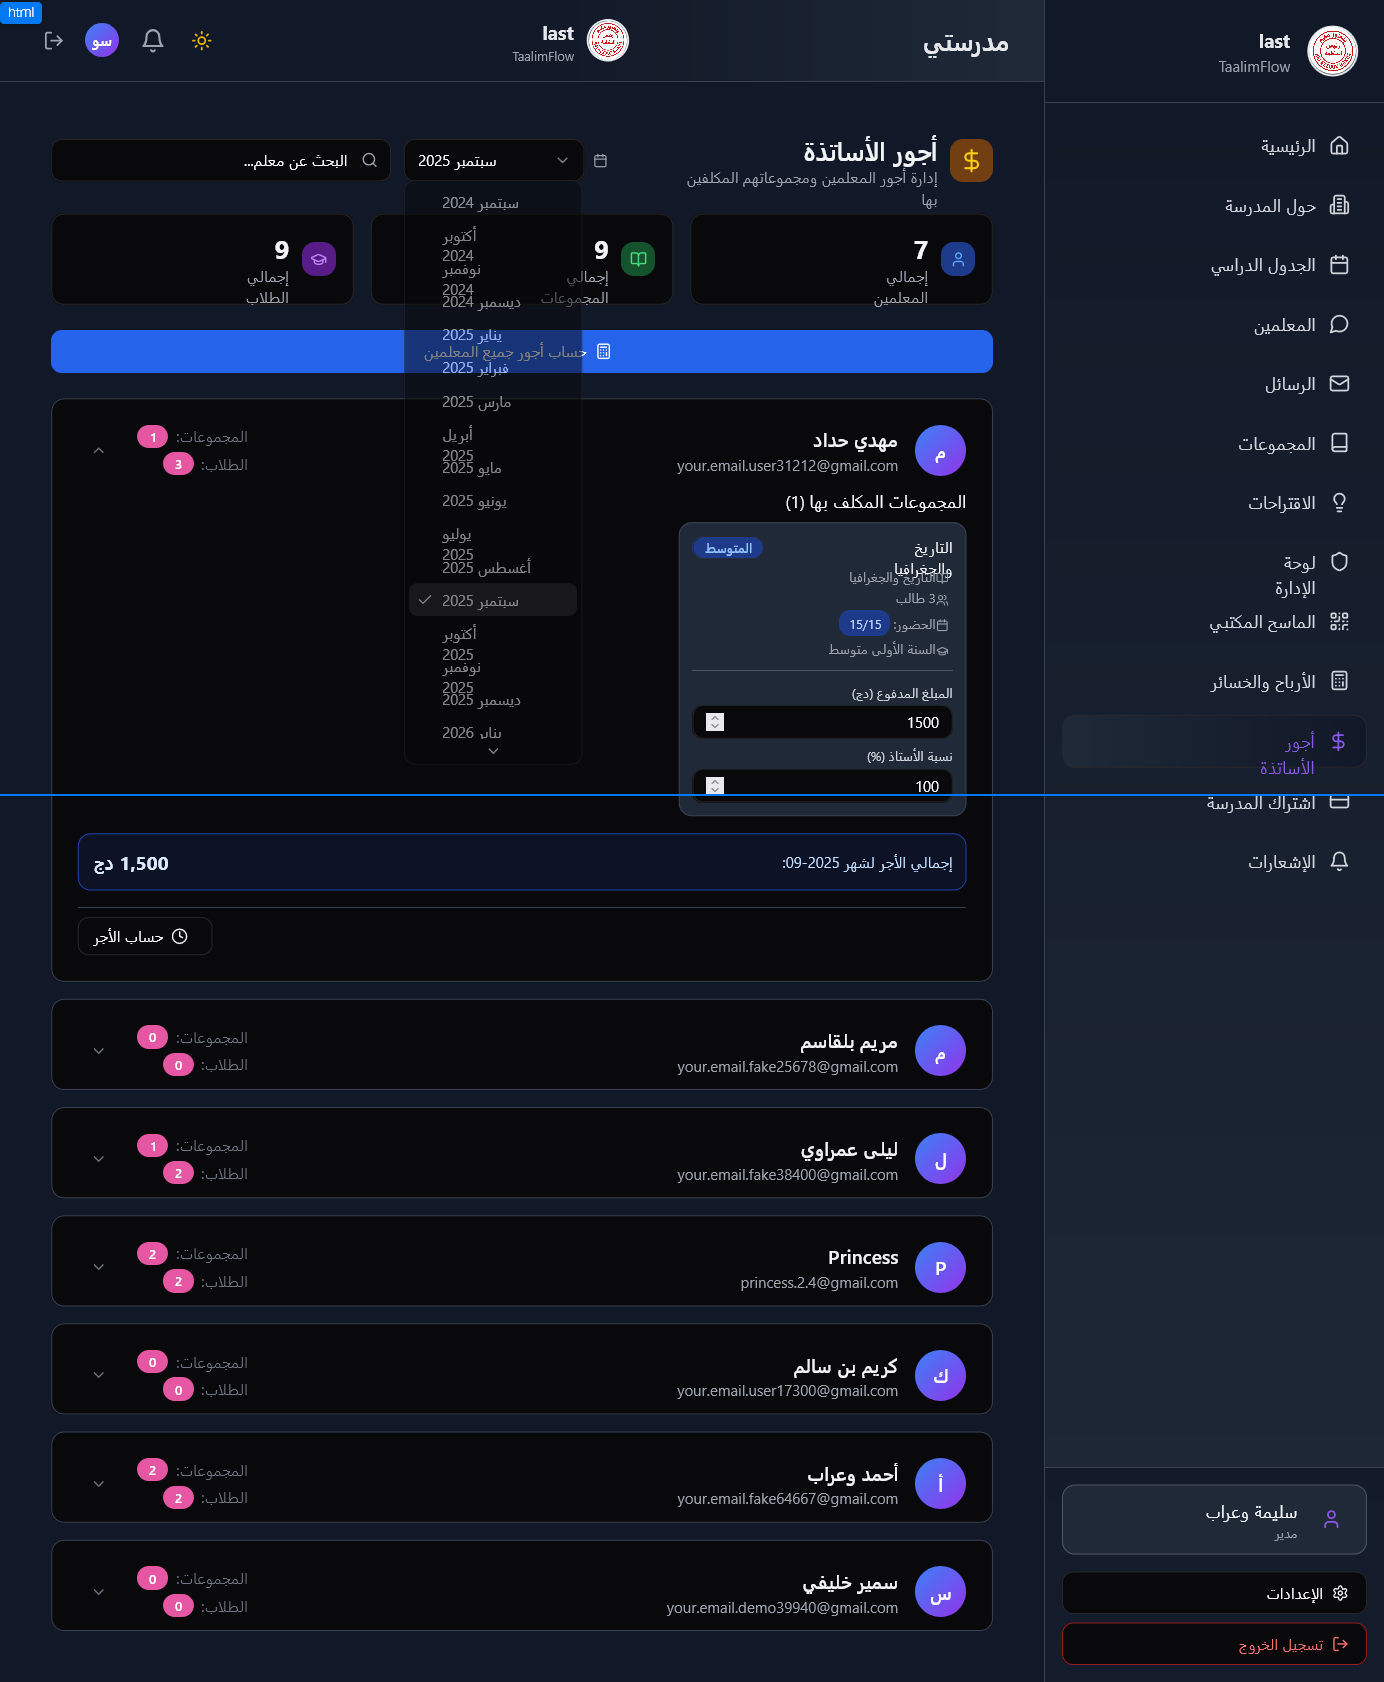 html
last
TaalimFlow
الرئيسية
حول المدرسة
الجدول الدراسي
المعلمين
الرسائل
المجموعات
الاقتراحات
لوحة
الإدارة
الماسح المكتبي
الأرباح والخسائر
أجور
الأساتذة
اشتراك المدرسة
الإشعارات
سليمة وعراب
مدير
الإعدادات
تسجيل الخروج
مدرستي
last
TaalimFlow
سو
أجور الأساتذة
إدارة أجور المعلمين ومجموعاتهم المكلفين
بها
سبتمبر 2025
البحث عن معلم...
سبتمبر 2024
أكتوبر
2024
نوفمبر
2024
ديسمبر 2024
يناير 2025
فبراير 2025
مارس 2025
أبريل
2025
مايو 2025
يونيو 2025
يوليو
2025
أغسطس 2025
سبتمبر 2025
أكتوبر
2025
نوفمبر
2025
ديسمبر 2025
يناير 2026
7
إجمالي
المعلمين
9
إجمالي
المجموعات
9
إجمالي
الطلاب
حساب أجور جميع المعلمين
م
مهدي حداد
your.email.user31212@gmail.com
المجموعات: 1
الطلاب: 3
المجموعات المكلف بها (1)
التاريخ
والجغرافيا
المتوسط
التاريخ والجغرافيا
3 طالب
الحضور: 15/15
السنة الأولى متوسط
المبلغ المدفوع (دج)
1500
نسبة الأستاذ (%)
100
إجمالي الأجر لشهر 2025-09:
1,500 دج
حساب الأجر
م
مريم بلقاسم
your.email.fake25678@gmail.com
المجموعات: 0
الطلاب: 0
ل
ليلى عمراوي
your.email.fake38400@gmail.com
المجموعات: 1
الطلاب: 2
P
Princess
princess.2.4@gmail.com
المجموعات: 2
الطلاب: 2
ك
كريم بن سالم
your.email.user17300@gmail.com
المجموعات: 0
الطلاب: 0
أ
أحمد وعراب
your.email.fake64667@gmail.com
المجموعات: 2
الطلاب: 2
س
سمير خليفي
your.email.demo39940@gmail.com
المجموعات: 0
الطلاب: 0